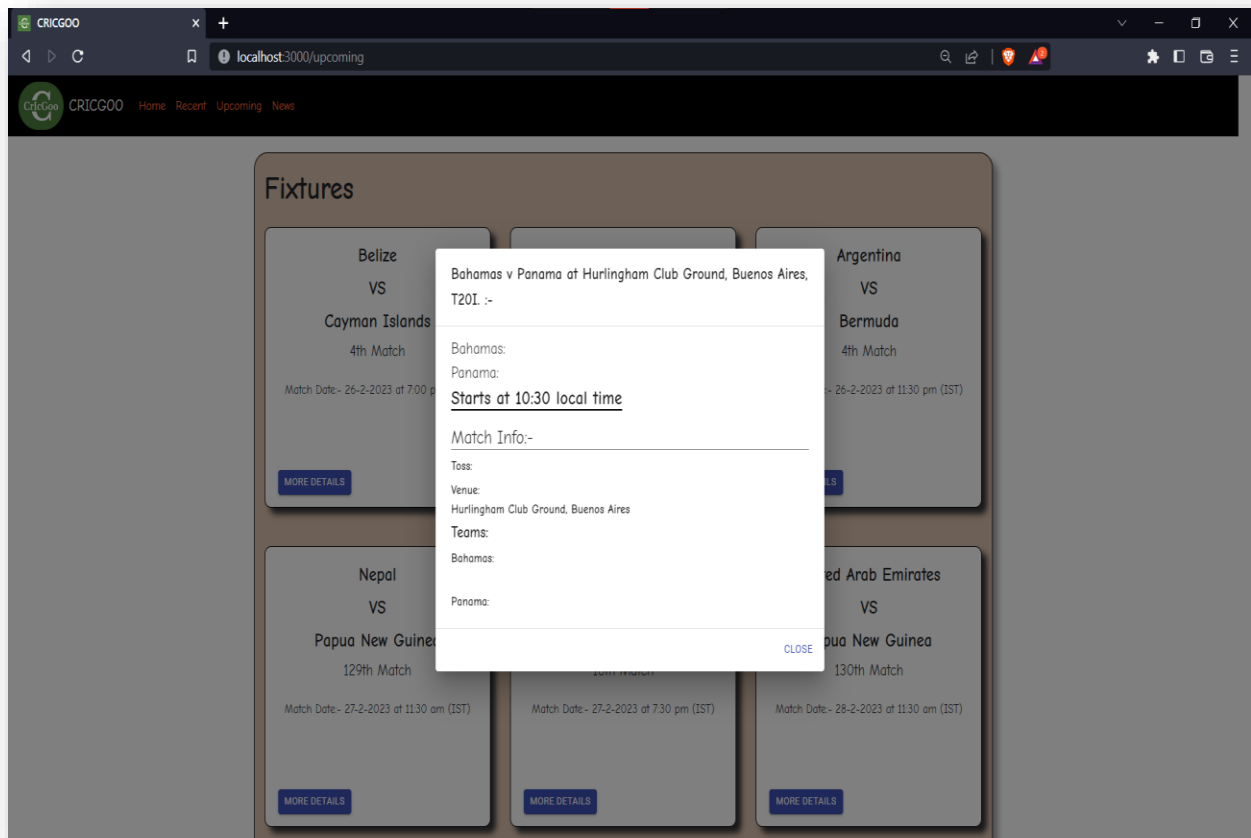 CRICGOO
localhost:3000/upcoming
2
CricGoo
CRICGOO Home Recent Upcoming News
Fixtures
Belize
VS
Cayman Islands
4th Match
Match Date:- 26-2-2023 at 7:00 p
MORE DETAILS
Argentina
VS
Bermuda
4th Match
:- 26-2-2023 at 11:30 pm (IST)
ILS
Bahamas v Panama at Hurlingham Club Ground, Buenos Aires,
T20I. :-
Bahamas:
Panama:
Starts at 10:30 local time
Match Info:-
Toss:
Venue:
Hurlingham Club Ground, Buenos Aires
Teams:
Bahamas:
Panama:
CLOSE
Nepal
VS
Papua New Guinea
129th Match
Match Date:- 27-2-2023 at 11:30 am (IST)
MORE DETAILS
Match Date:- 27-2-2023 at 7:30 pm (IST)
MORE DETAILS
ed Arab Emirates
VS
pua New Guinea
130th Match
Match Date:- 28-2-2023 at 11:30 am (IST)
MORE DETAILS